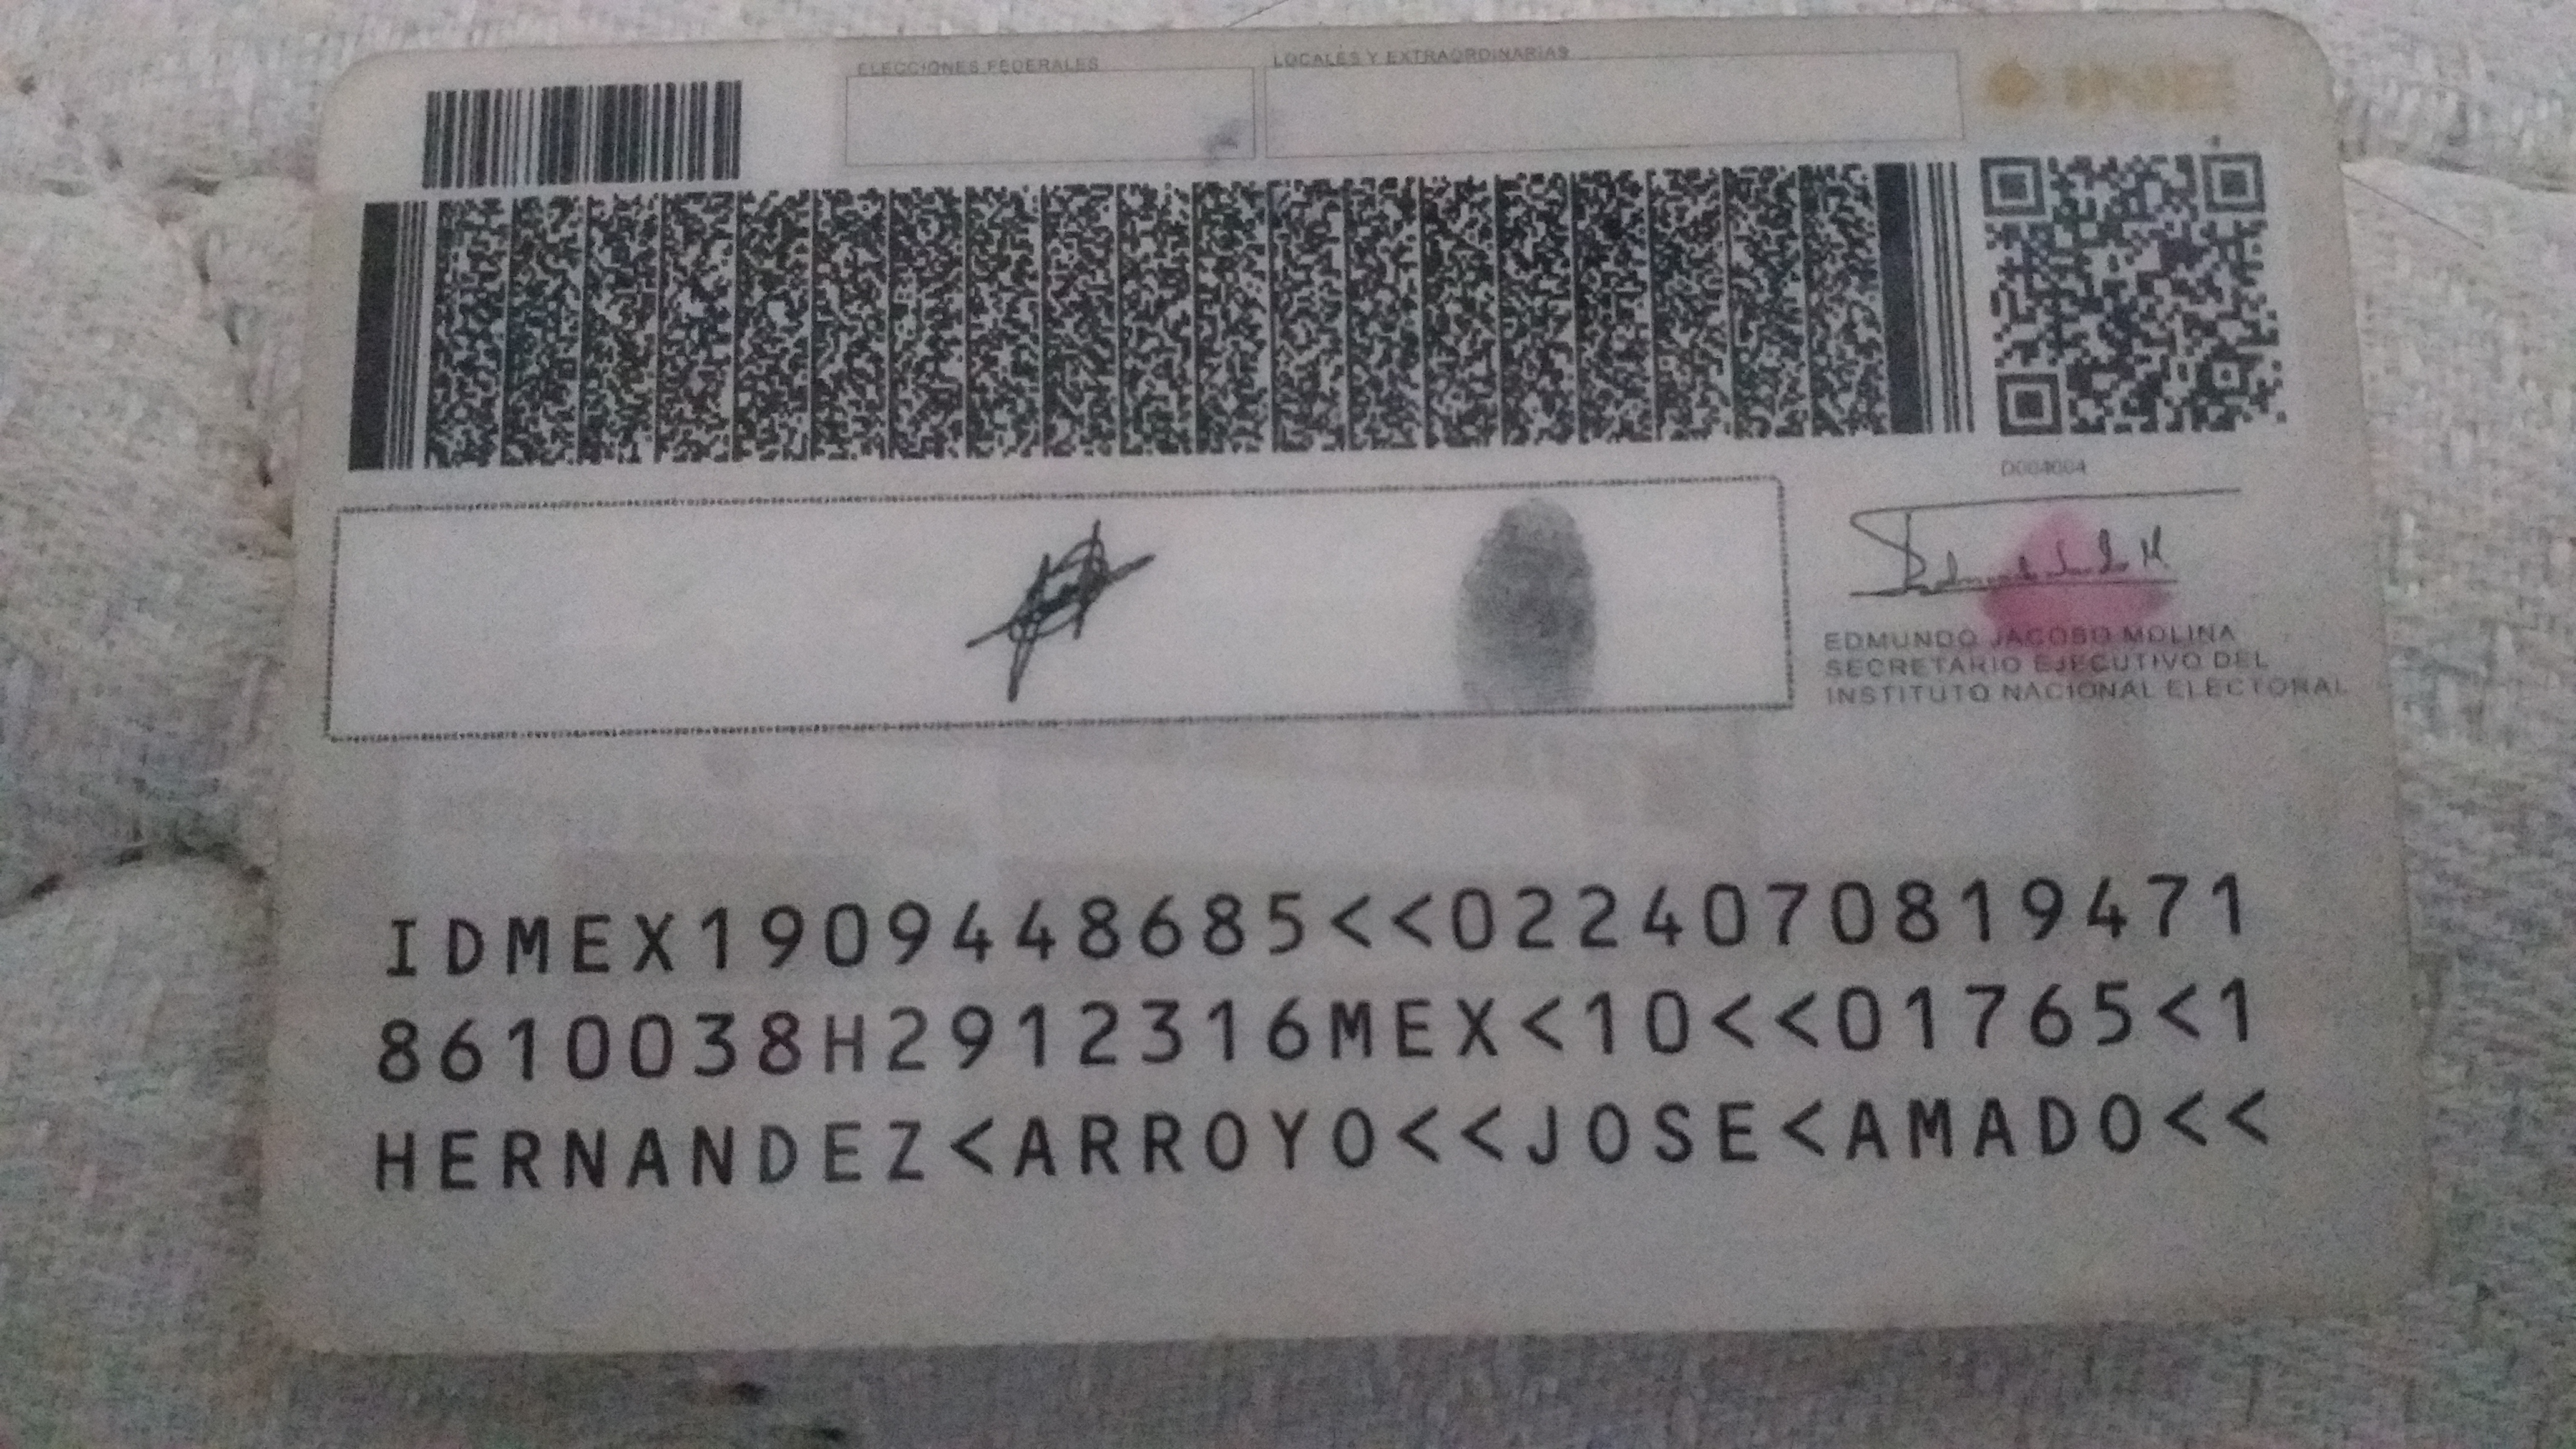 ELECCIONES FEDERALES
LOCALES Y EXTRAORDINARIAS
EDMUNDO JACOBO MOLINA
SECRETARIO EJECUTIVO DEL
INSTITUTO NACIONAL ELECTORAL
IDMEX1909448685<<0224070819471
8610038H2912316MEX<10<<01765<1
HERNANDEZ<ARROYO<<JOSE<AMADO<<